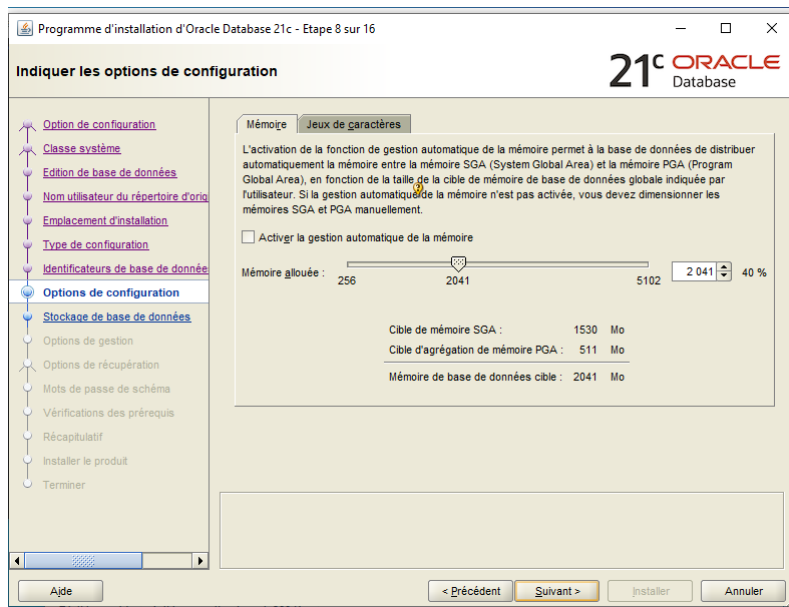 Programme d'installation d'Oracle Database 21c - Etape 8 sur 16
Indiquer les options de configuration
21c ORACLE
Database
Option de configuration
Classe système
Edition de base de données
Nom utilisateur du répertoire d'orig
Emplacement d'installation
Type de configuration
Identificateurs de base de donnée
Options de configuration
Stockage de base de données
Options de gestion
Options de récupération
Mots de passe de schéma
Vérifications des prérequis
Récapitulatif
Installer le produit
Terminer
Mémoire
Jeux de caractères
L'activation de la fonction de gestion automatique de la mémoire permet à la base de données de distribuer
automatiquement la mémoire entre la mémoire SGA (System Global Area) et la mémoire PGA (Program
Global Area), en fonction de la taille de la cible de mémoire de base de données globale indiquée par
l'utilisateur. Si la gestion automatique de la mémoire n'est pas activée, vous devez dimensionner les
mémoires SGA et PGA manuellement.
Activer la gestion automatique de la mémoire
Mémoire allouée :
256
2041
5102
2 041
40 %
Cible de mémoire SGA : 1530 Mo
Cible d'agrégation de mémoire PGA : 511 Mo
Mémoire de base de données cible : 2041 Mo
Aide
< Précédent
Suivant >
Installer
Annuler